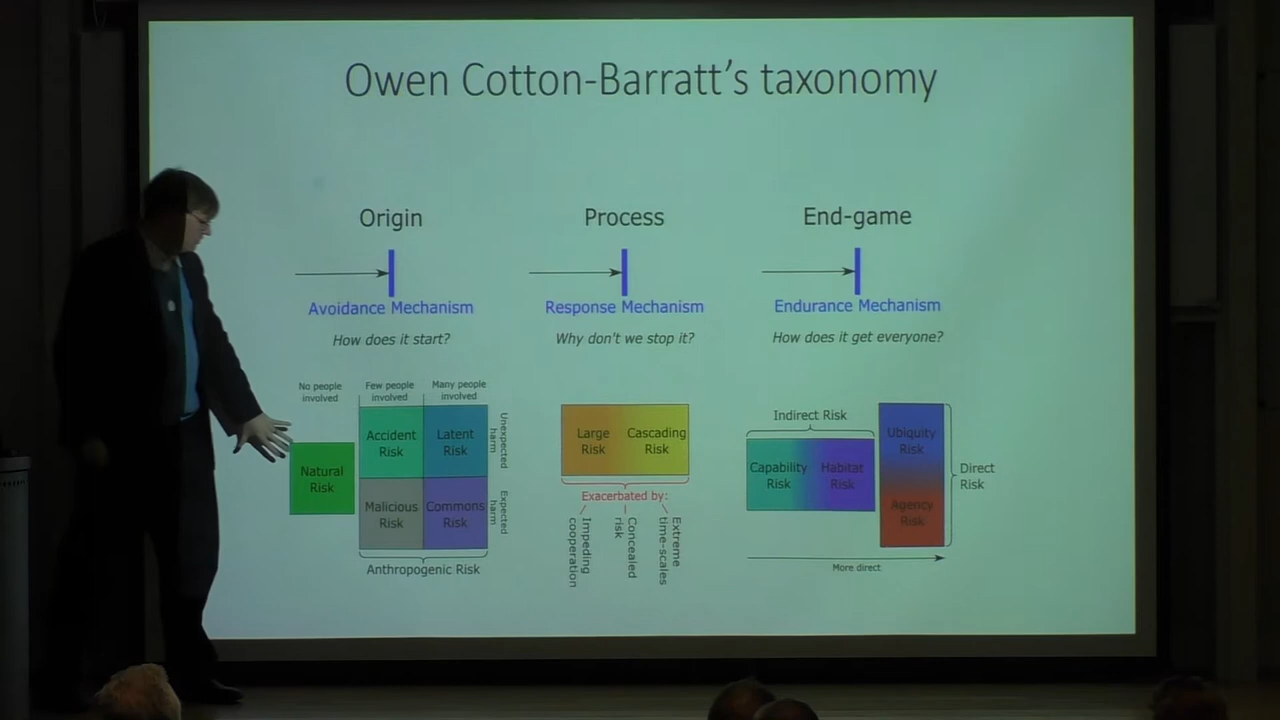 Owen Cotton-Barratt's taxonomy
Origin
Avoidance Mechanism
How does it start?
No people
involved
Few people
involved
Many people
involved
Natural
Risk
Accident
Risk
Latent
Risk
Malicious
Risk
Commons
Risk
Unexpected
harm
Expected
harm
Anthropogenic Risk
Process
Response Mechanism
Why don't we stop it?
Large
Risk
Cascading
Risk
Exacerbated by:
Impeding
cooperation
Concealed
risk
Extreme
time-scales
End-game
Endurance Mechanism
How does it get everyone?
Indirect Risk
Capability
Risk
Habitat
Risk
Ubiquity
Risk
Agency
Risk
Direct
Risk
More direct